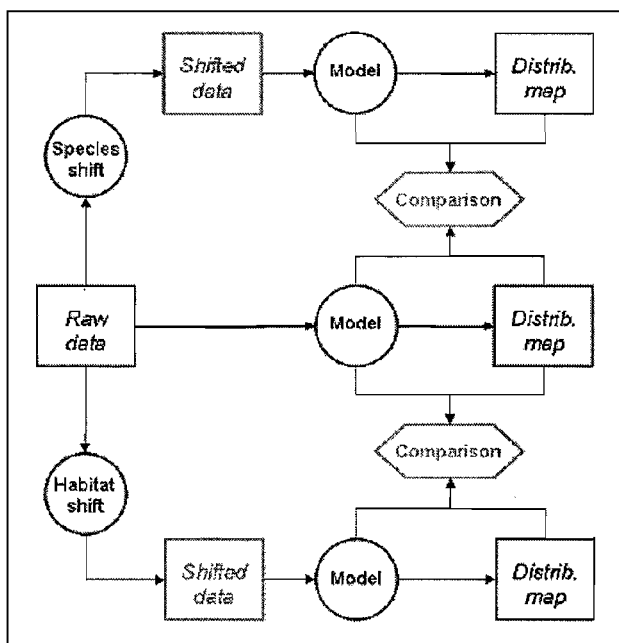 Shifted
data
Model
Distrib.
map
Species
shift
Comparison
Raw
data
Model
Distrib.
map
Comparison
Habitat
shift
Shifted
data
Model
Distrib.
map